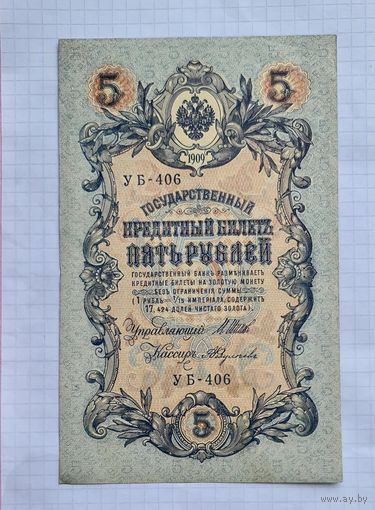 5 5
1909
УБ-406
ГОСУДАРСТВЕННЫЙ
КРЕДИТНЫЙ БИЛЕТЪ
ПЯТЬ РУБЛЕЙ
ГОСУДАРСТВЕННЫЙ БАНКЪ РАЗМѢНИВАЕТЪ
КРЕДИТНЫЕ БИЛЕТЫ НА ЗОЛОТУЮ МОНЕТУ
БЕЗЪ ОГРАНИЧЕНІЯ СУММЫ
(1 РУБЛЬ = 1/15 ИМПЕРІАЛА, СОДЕРЖИТЪ
17,424 ДОЛЕЙ ЧИСТАГО ЗОЛОТА).
Управляющій
Кассиръ
УБ-406
5
www.ay.by